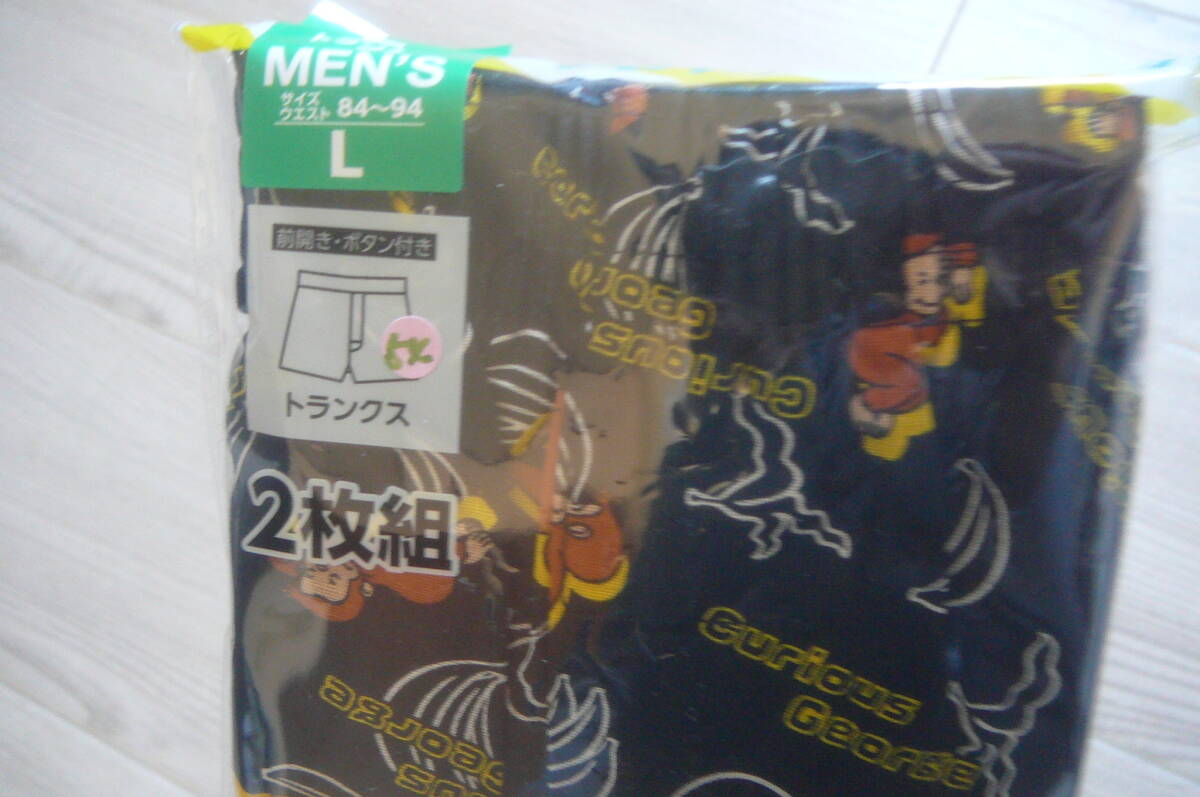 MEN'S
サイズ
ウエスト 84〜94
L
前開き・ボタン付き
トランクス
2枚組
Curious
George
Curious
George
George